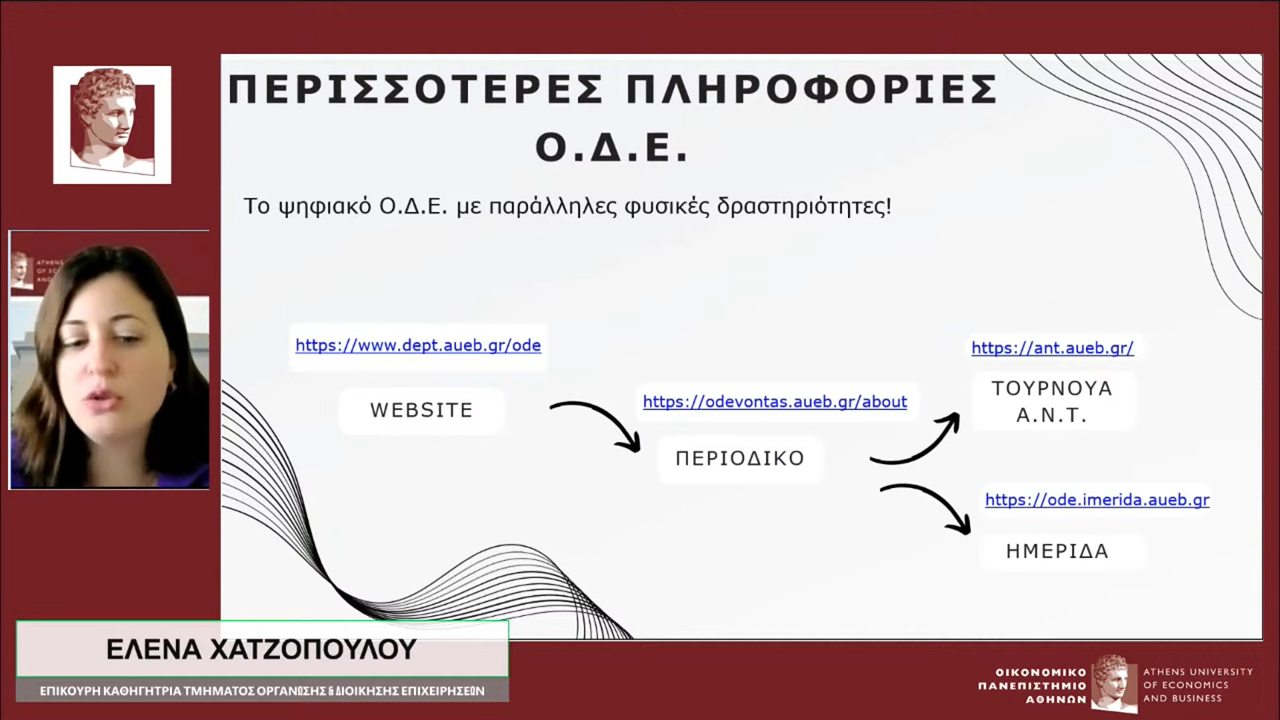 ΠΕΡΙΣΣΟΤΕΡΕΣ ΠΛΗΡΟΦΟΡΙΕΣ
Ο.Δ.Ε.
Το ψηφιακό Ο.Δ.Ε. με παράλληλες φυσικές δραστηριότητες!
https://www.dept.aueb.gr/ode
WEBSITE
https://odevontas.aueb.gr/about
ΠΕΡΙΟΔΙΚΟ
https://ant.aueb.gr/
ΤΟΥΡΝΟΥΑ
Α.Ν.Τ.
https://ode.imerida.aueb.gr
ΗΜΕΡΙΔΑ
ΕΛΕΝΑ ΧΑΤΖΟΠΟΥΛΟΥ
ΕΠΙΚΟΥΡΗ ΚΑΘΗΓΗΤΡΙΑ ΤΜΗΜΑΤΟΣ ΟΡΓΑΝΩΣΗΣ & ΔΙΟΙΚΗΣΗΣ ΕΠΙΧΕΙΡΗΣΕΩΝ
ΟΙΚΟΝΟΜΙΚΟ
ΠΑΝΕΠΙΣΤΗΜΙΟ
ΑΘΗΝΩΝ
ATHENS UNIVERSITY
OF ECONOMICS
AND BUSINESS